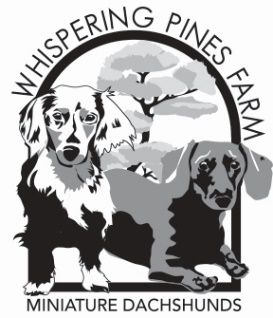 WHISPERING PINES FARM
MINIATURE DACHSHUNDS